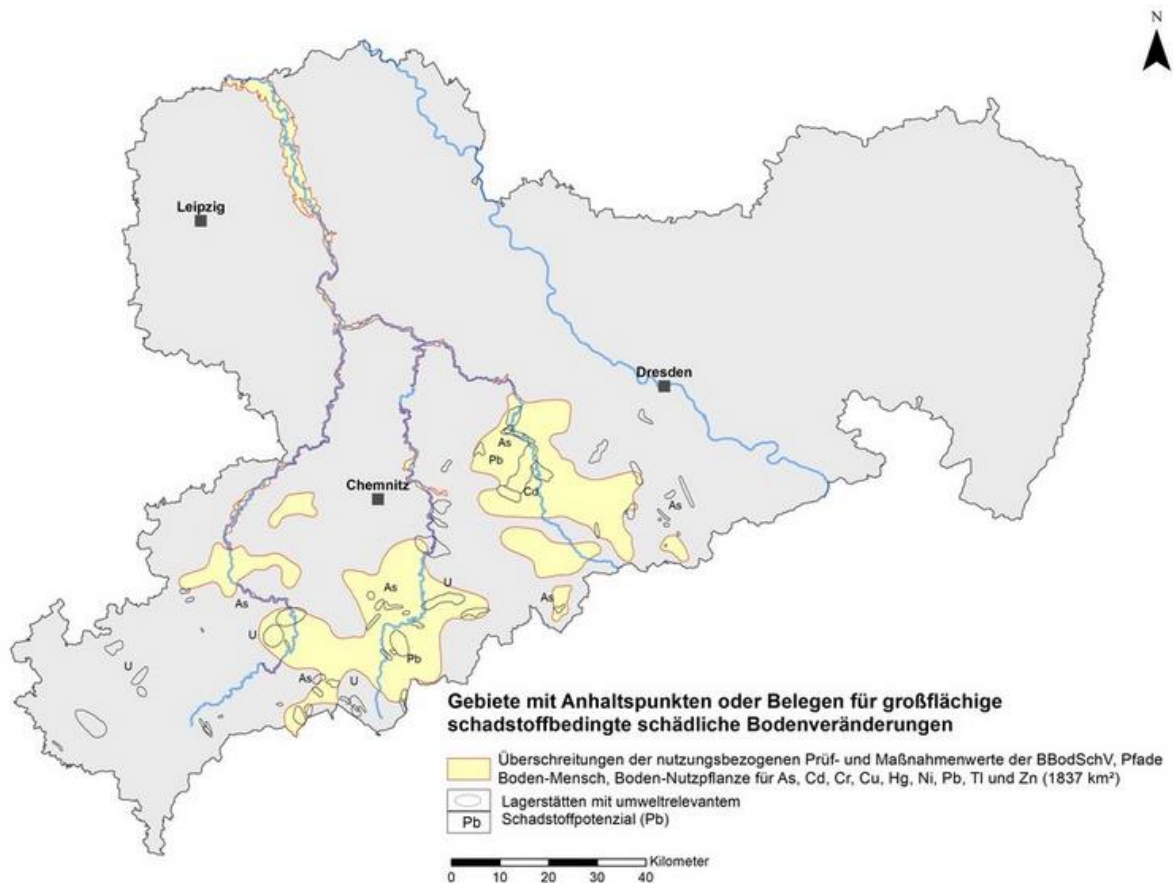 N
Leipzig
Dresden
As
Pb
Cd
Chemnitz
As
As
U
As
As
U
Pb
U
As
U
Gebiete mit Anhaltspunkten oder Belegen für großflächige
schadstoffbedingte schädliche Bodenveränderungen
Überschreitungen der nutzungsbezogenen Prüf- und Maßnahmenwerte der BBodSchV, Pfade
Boden-Mensch, Boden-Nutzpflanze für As, Cd, Cr, Cu, Hg, Ni, Pb, Tl und Zn (1837 km²)
Lagerstätten mit umweltrelevantem
Pb Schadstoffpotenzial (Pb)
Kilometer
0 10 20 30 40